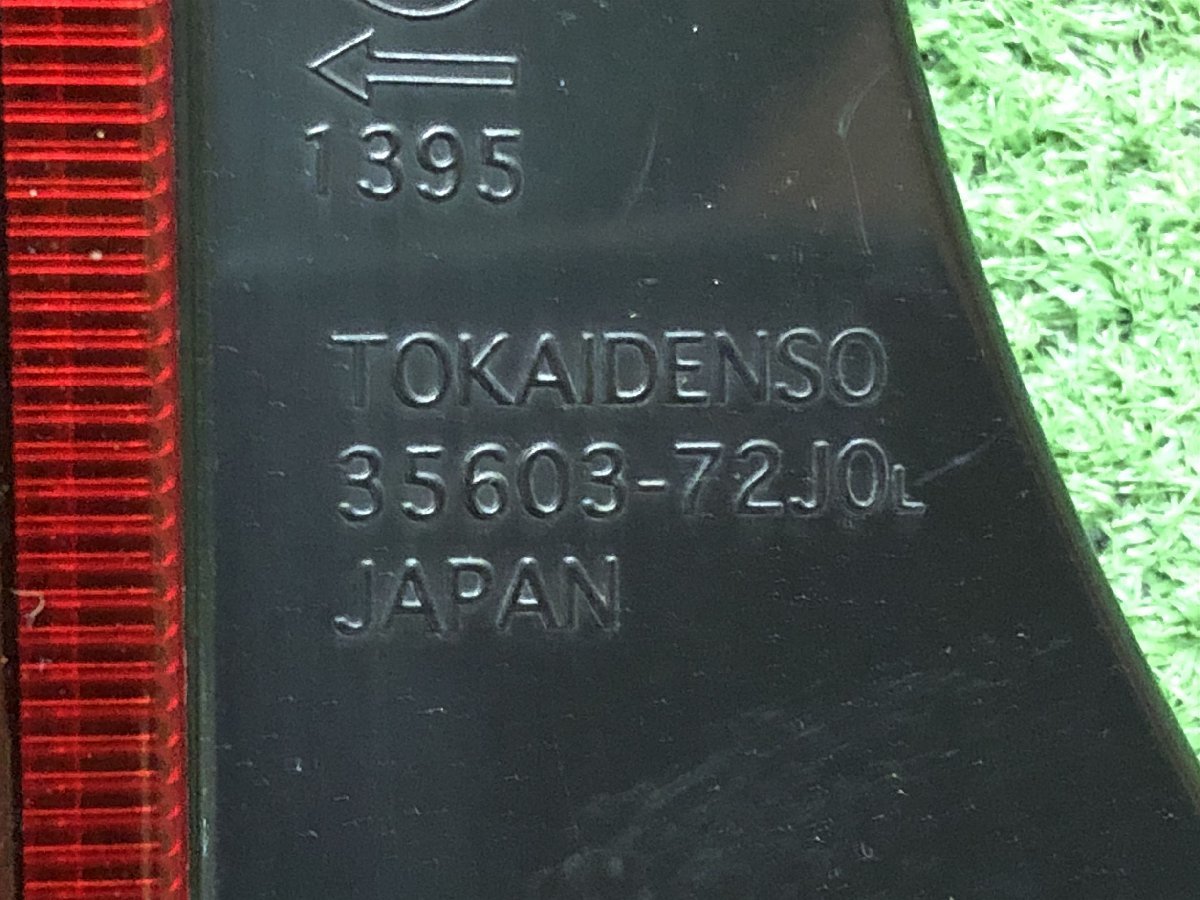 1395
TOKAIDENSO
35603-72J0L
JAPAN